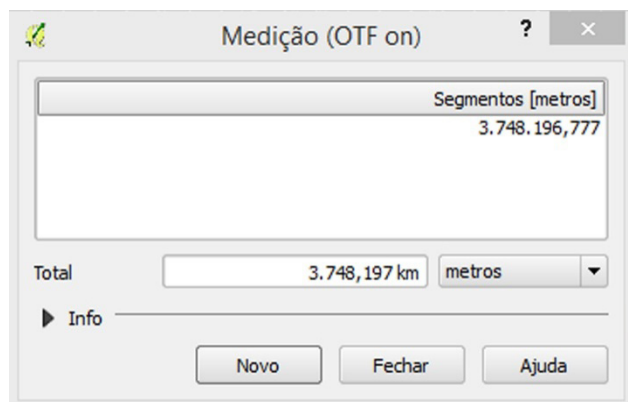 Medição (OTF on)
?
×
Segmentos [metros]
3.748.196,777
Total
3.748,197 km
metros
Info
Novo
Fechar
Ajuda